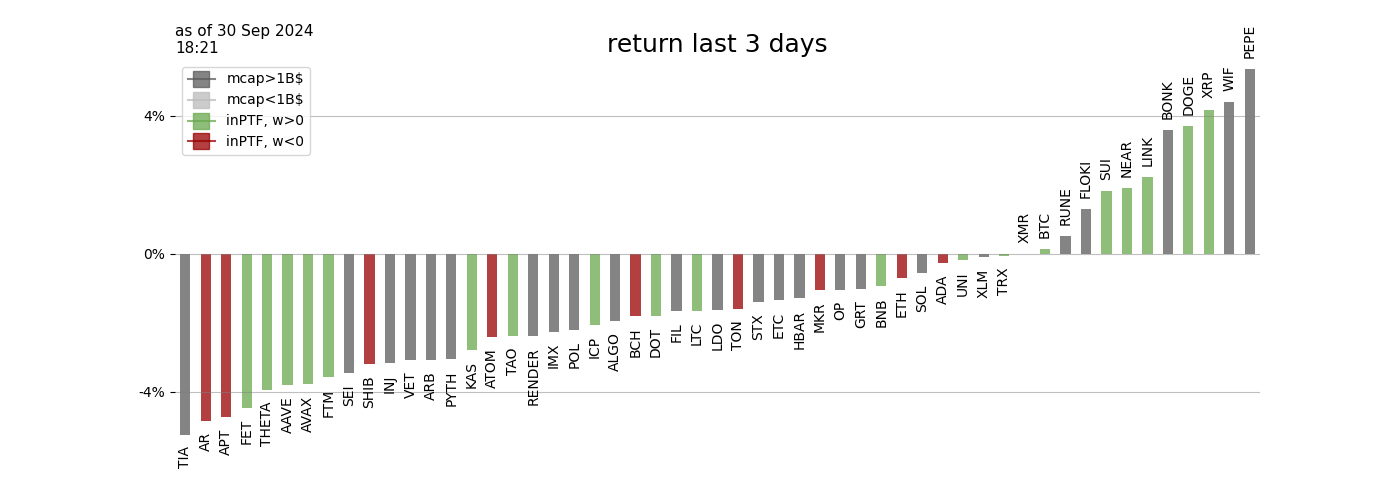 as of 30 Sep 2024
18:21
return last 3 days
mcap>1B$
mcap<1B$
inPTF, w>0
inPTF, w<0
4%
0%
-4%
TIA
AR
APT
FET
THETA
AAVE
AVAX
FTM
SEI
SHIB
INJ
VET
ARB
PYTH
KAS
ATOM
TAO
RENDER
IMX
POL
ICP
ALGO
BCH
DOT
FIL
LTC
LDO
TON
STX
ETC
HBAR
MKR
OP
GRT
BNB
ETH
SOL
ADA
UNI
XLM
TRX
XMR
BTC
RUNE
FLOKI
SUI
NEAR
LINK
BONK
DOGE
XRP
WIF
PEPE